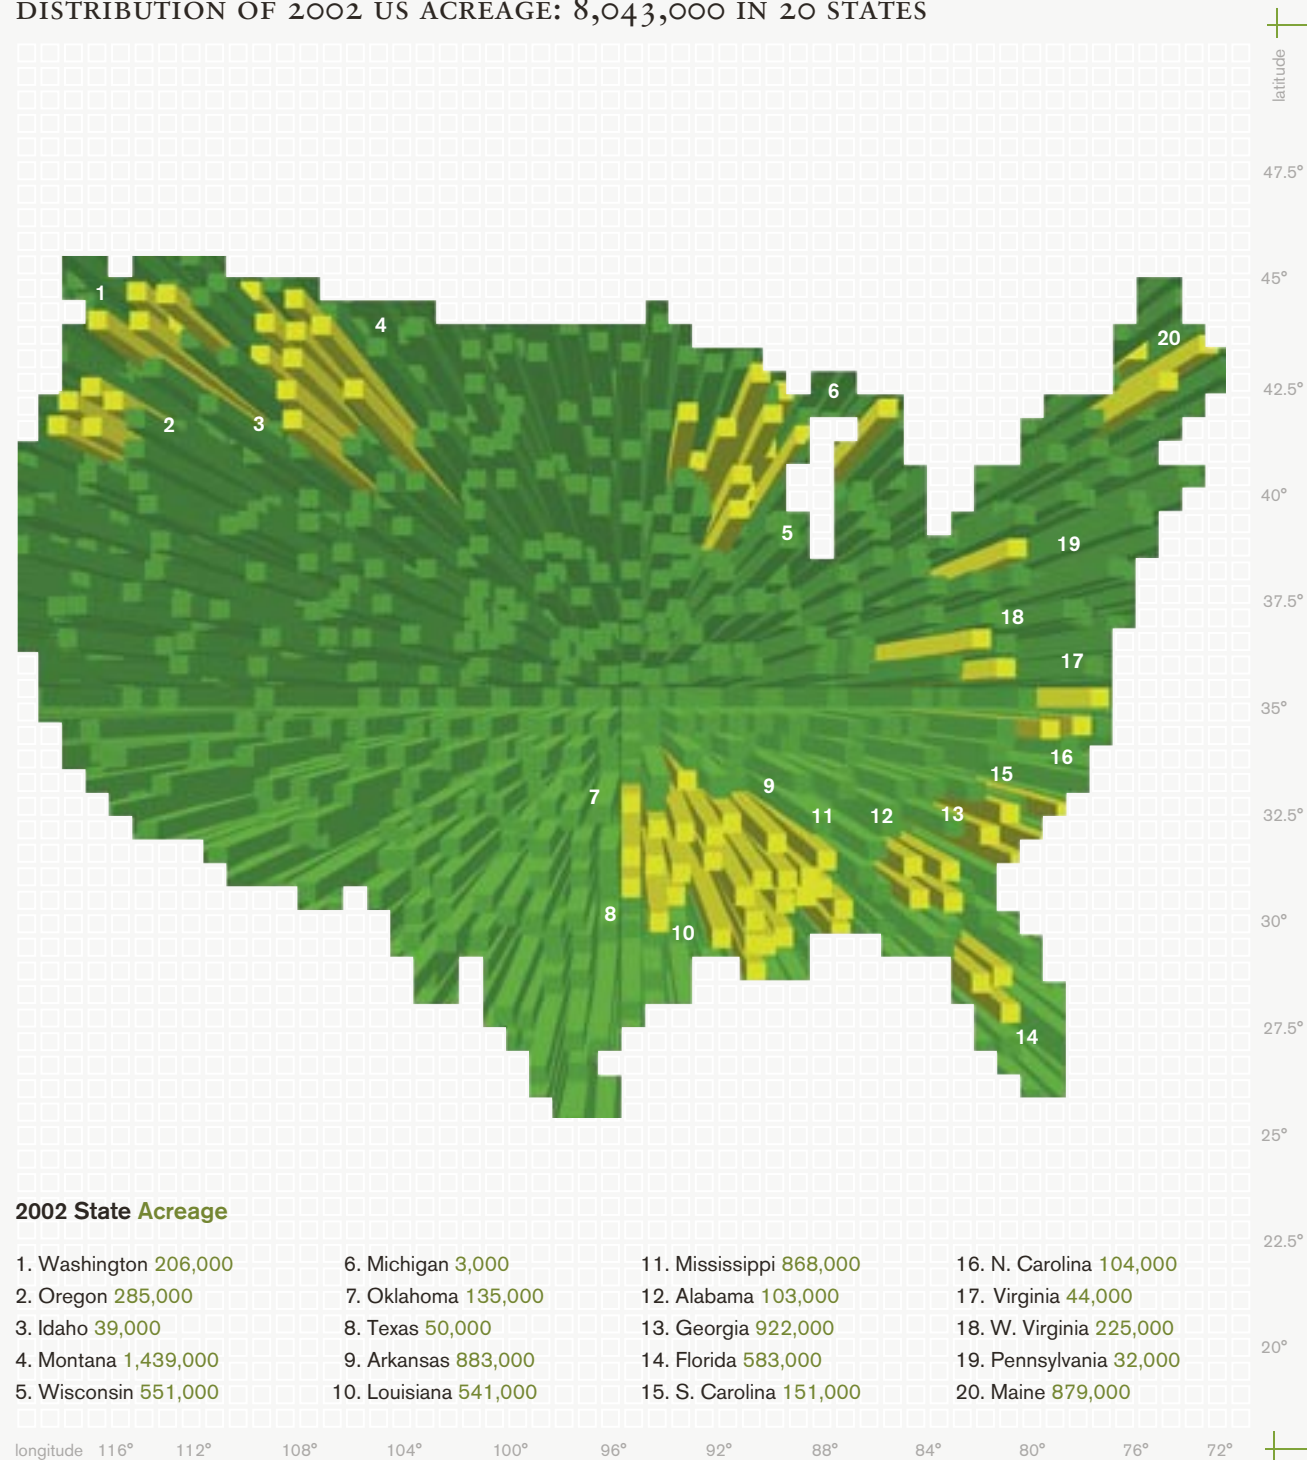 DISTRIBUTION OF 2002 US ACREAGE: 8,043,000 IN 20 STATES
latitude
47.5°
45°
1
4
20
42.5°
6
2
3
40°
5
19
37.5°
18
17
35°
16
15
9
7
32.5°
11
12
13
8
30°
10
27.5°
14
25°
2002 State Acreage
22.5°
1. Washington 206,000
2. Oregon 285,000
3. Idaho 39,000
4. Montana 1,439,000
5. Wisconsin 551,000
6. Michigan 3,000
7. Oklahoma 135,000
8. Texas 50,000
9. Arkansas 883,000
10. Louisiana 541,000
11. Mississippi 868,000
12. Alabama 103,000
13. Georgia 922,000
14. Florida 583,000
15. S. Carolina 151,000
16. N. Carolina 104,000
17. Virginia 44,000
18. W. Virginia 225,000
19. Pennsylvania 32,000
20. Maine 879,000
20°
longitude 116° 112° 108° 104° 100° 96° 92° 88° 84° 80° 76° 72°